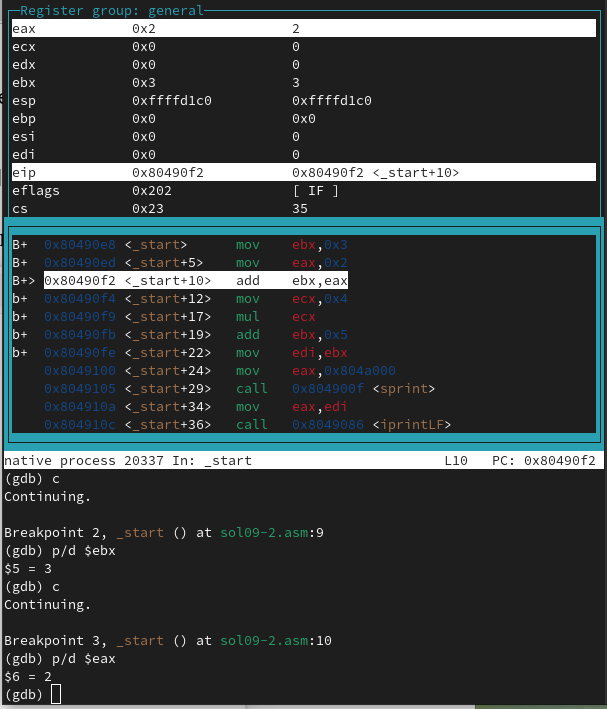 Register group: general
eax 0x2 2
ecx 0x0 0
edx 0x0 0
ebx 0x3 3
esp 0xffffd1c0 0xffffd1c0
ebp 0x0 0x0
esi 0x0 0
edi 0x0 0
eip 0x80490f2 0x80490f2 <_start+10>
eflags 0x202 [ IF ]
cs 0x23 35
B+ 0x80490e8 <_start> mov ebx,0x3
B+ 0x80490ed <_start+5> mov eax,0x2
B+> 0x80490f2 <_start+10> add ebx,eax
b+ 0x80490f4 <_start+12> mov ecx,0x4
b+ 0x80490f9 <_start+17> mul ecx
b+ 0x80490fb <_start+19> add ebx,0x5
b+ 0x80490fe <_start+22> mov edi,ebx
0x8049100 <_start+24> mov eax,0x804a000
0x8049105 <_start+29> call 0x804900f <sprint>
0x804910a <_start+34> mov eax,edi
0x804910c <_start+36> call 0x8049086 <iprintLF>
native process 20337 In: _start L10 PC: 0x80490f2
(gdb) c
Continuing.
Breakpoint 2, _start () at sol09-2.asm:9
(gdb) p/d $ebx
$5 = 3
(gdb) c
Continuing.
Breakpoint 3, _start () at sol09-2.asm:10
(gdb) p/d $eax
$6 = 2
(gdb)